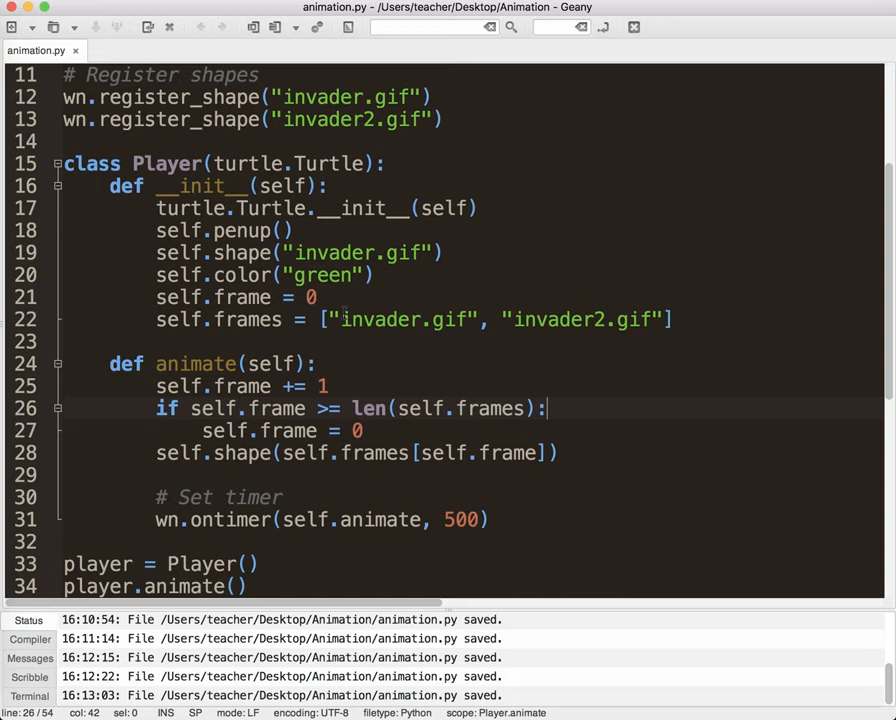 animation.py - /Users/teacher/Desktop/Animation - Geany
animation.py ×
11 # Register shapes
12 wn.register_shape("invader.gif")
13 wn.register_shape("invader2.gif")
14
15 class Player(turtle.Turtle):
16     def __init__(self):
17         turtle.Turtle.__init__(self)
18         self.penup()
19         self.shape("invader.gif")
20         self.color("green")
21         self.frame = 0
22         self.frames = ["invader.gif", "invader2.gif"]
23
24     def animate(self):
25         self.frame += 1
26         if self.frame >= len(self.frames):
27             self.frame = 0
28         self.shape(self.frames[self.frame])
29
30         # Set timer
31         wn.ontimer(self.animate, 500)
32
33 player = Player()
34 player.animate()
Status
Compiler
Messages
Scribble
Terminal
16:10:54: File /Users/teacher/Desktop/Animation/animation.py saved.
16:11:14: File /Users/teacher/Desktop/Animation/animation.py saved.
16:12:15: File /Users/teacher/Desktop/Animation/animation.py saved.
16:12:22: File /Users/teacher/Desktop/Animation/animation.py saved.
16:13:03: File /Users/teacher/Desktop/Animation/animation.py saved.
line: 26 / 54 col: 42 sel: 0 INS SP mode: LF encoding: UTF-8 filetype: Python scope: Player.animate